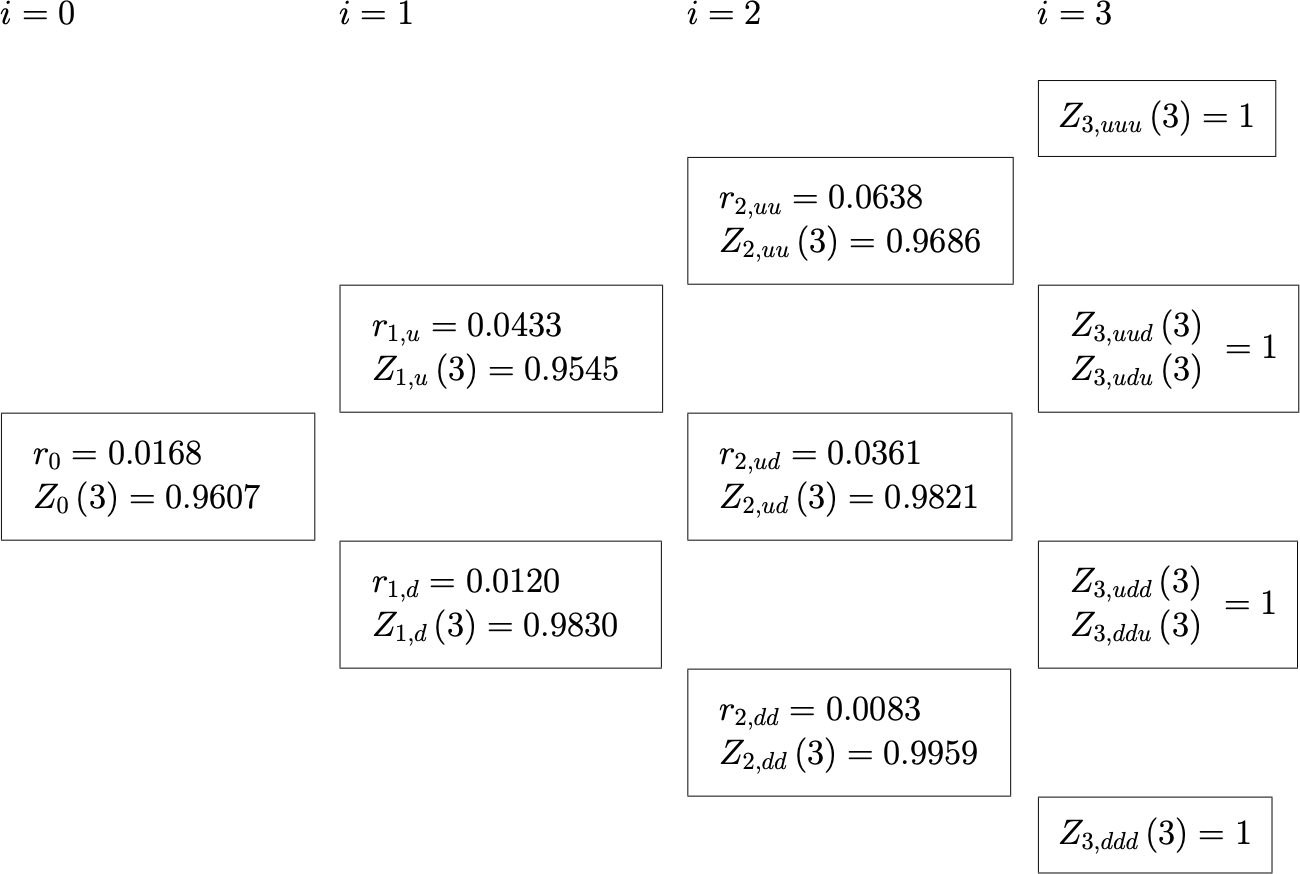 i = 0 i = 1 i = 2 i = 3
Z_{3,uuu} (3) = 1
r_{2,uu} = 0.0638
Z_{2,uu} (3) = 0.9686
r_{1,u} = 0.0433
Z_{1,u} (3) = 0.9545
Z_{3,uud} (3)
Z_{3,udu} (3)
= 1
r_0 = 0.0168
Z_0 (3) = 0.9607
r_{2,ud} = 0.0361
Z_{2,ud} (3) = 0.9821
r_{1,d} = 0.0120
Z_{1,d} (3) = 0.9830
Z_{3,udd} (3)
Z_{3,ddu} (3)
= 1
r_{2,dd} = 0.0083
Z_{2,dd} (3) = 0.9959
Z_{3,ddd} (3) = 1